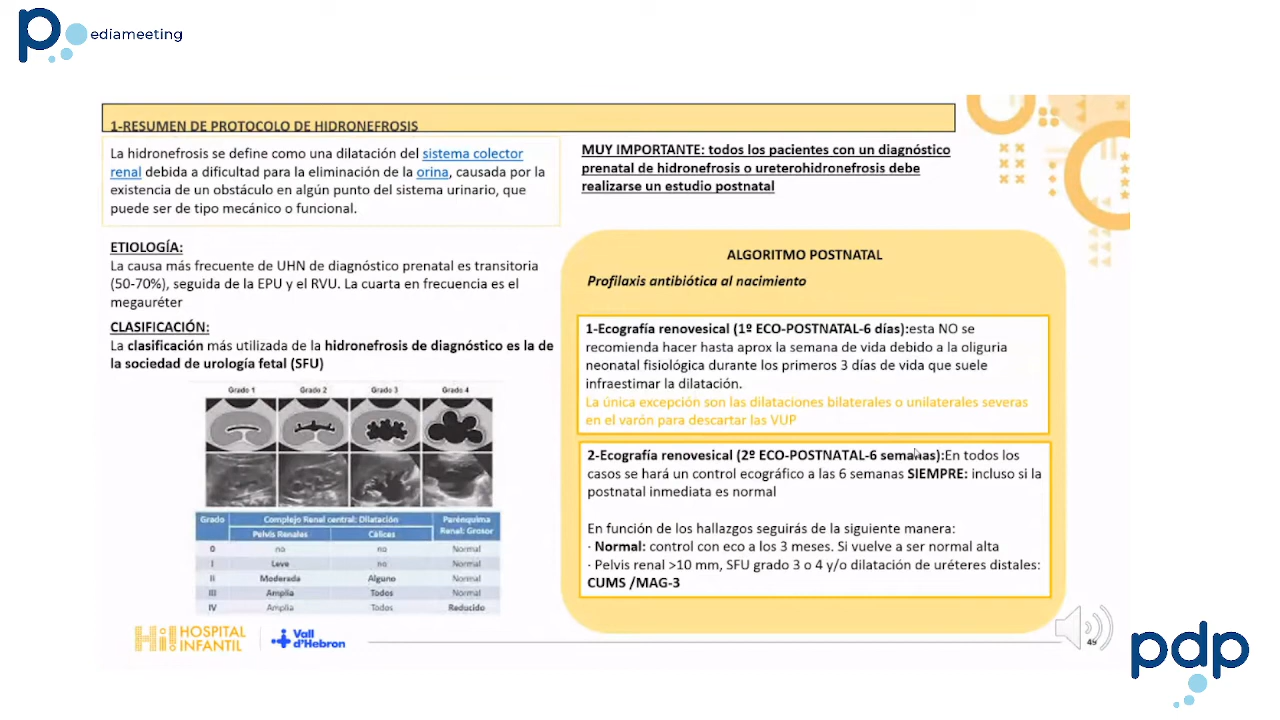 ediameeting
1-RESUMEN DE PROTOCOLO DE HIDRONEFROSIS
La hidronefrosis se define como una dilatación del sistema colector
renal debida a dificultad para la eliminación de la orina, causada por la
existencia de un obstáculo en algún punto del sistema urinario, que
puede ser de tipo mecánico o funcional.
ETIOLOGÍA:
La causa más frecuente de UHN de diagnóstico prenatal es transitoria
(50-70%), seguida de la EPU y el RVU. La cuarta en frecuencia es el
megauréter
CLASIFICACIÓN:
La clasificación más utilizada de la hidronefrosis de diagnóstico es la de
la sociedad de urología fetal (SFU)
Grado 1 Grado 2 Grado 3 Grado 4
Grado Complejo Renal central: Dilatación Parénquima
Renal: Grosor
Pelvis Renales Cálices
0 no no Normal
I Leve no Normal
II Moderada Alguno Normal
III Amplia Todos Normal
IV Amplia Todos Reducido
HOSPITAL
INFANTIL
Vall
d'Hebron
MUY IMPORTANTE: todos los pacientes con un diagnóstico
prenatal de hidronefrosis o ureterohidronefrosis debe
realizarse un estudio postnatal
ALGORITMO POSTNATAL
Profilaxis antibiótica al nacimiento
1-Ecografía renovesical (1º ECO-POSTNATAL-6 días):esta NO se
recomienda hacer hasta aprox la semana de vida debido a la oliguria
neonatal fisiológica durante los primeros 3 días de vida que suele
infraestimar la dilatación.
La única excepción son las dilataciones bilaterales o unilaterales severas
en el varón para descartar las VUP
2-Ecografía renovesical (2º ECO-POSTNATAL-6 semanas):En todos los
casos se hará un control ecográfico a las 6 semanas SIEMPRE: incluso si la
postnatal inmediata es normal
En función de los hallazgos seguirás de la siguiente manera:
· Normal: control con eco a los 3 meses. Si vuelve a ser normal alta
· Pelvis renal >10 mm, SFU grado 3 o 4 y/o dilatación de uréteres distales:
CUMS /MAG-3
49
pdp